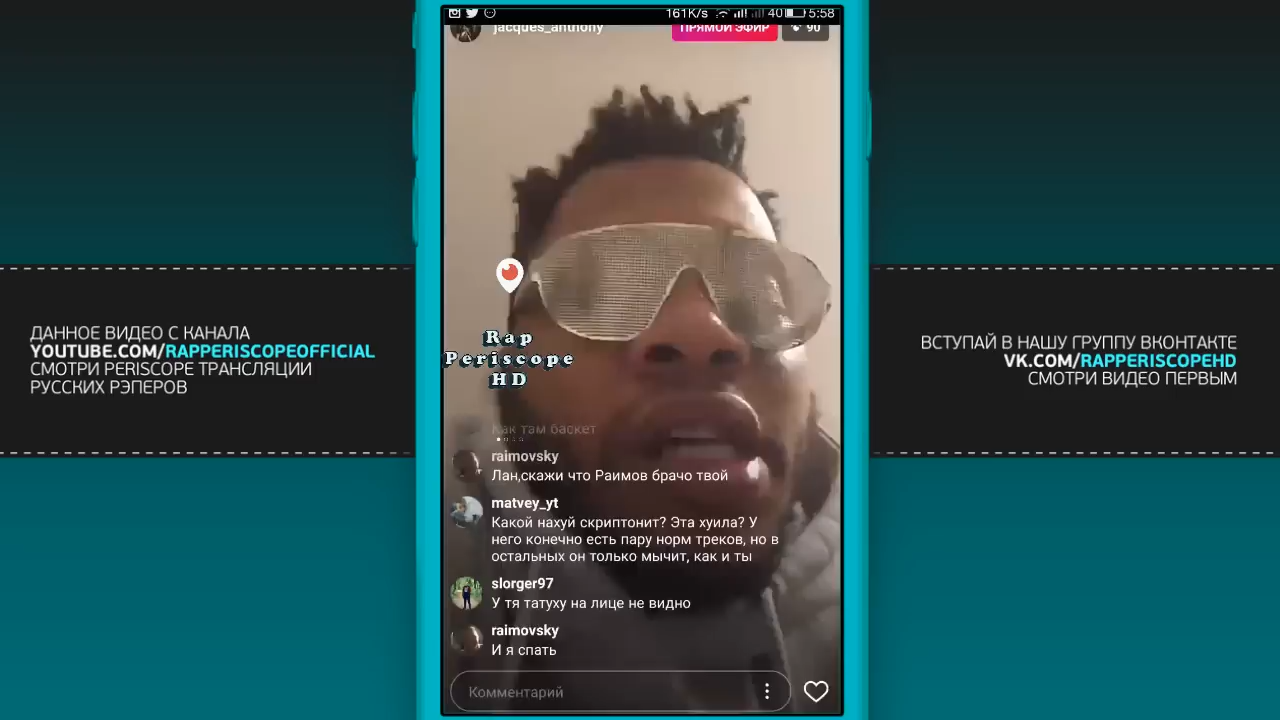 161K/s 40 5:58
jacques_anthony ПРЯМОЙ ЭФИР 90
ДАННОЕ ВИДЕО С КАНАЛА
YOUTUBE.COM/RAPPERISCOPEOFFICIAL
СМОТРИ PERISCOPE ТРАНСЛЯЦИИ
РУССКИХ РЭПЕРОВ
Rap
Periscope
HD
ВСТУПАЙ В НАШУ ГРУППУ ВКОНТАКТЕ
VK.COM/RAPPERISCOPEHD
СМОТРИ ВИДЕО ПЕРВЫМ
Как там баскет
raimovsky
Лан,скажи что Раимов брачо твой
matvey_yt
Какой нахуй скриптонит? Эта хуила? У
него конечно есть пару норм треков, но в
остальных он только мычит, как и ты
slorger97
У тя татуху на лице не видно
raimovsky
И я спать
Комментарий